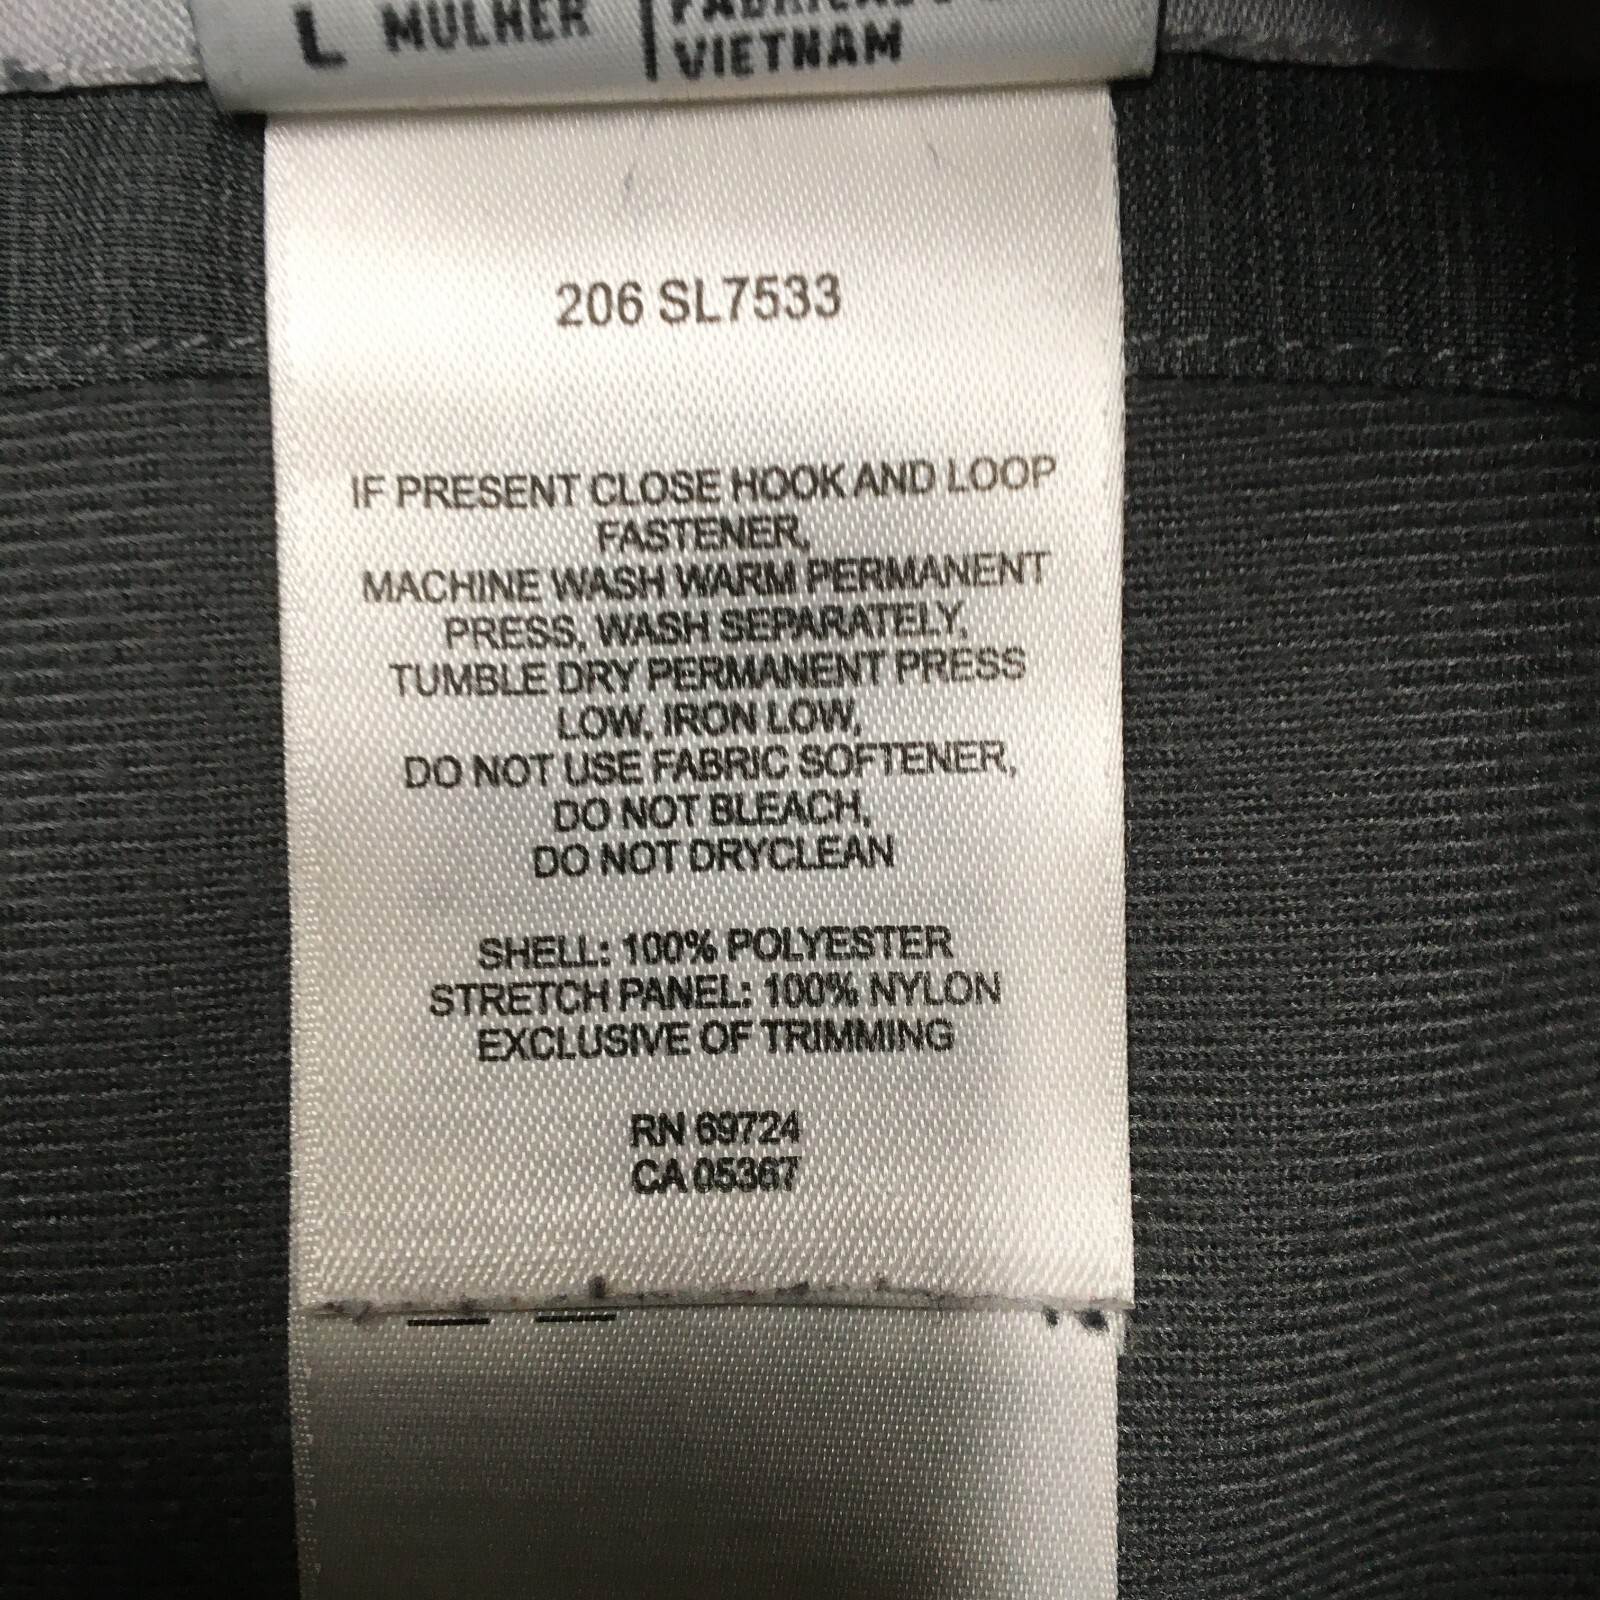 L MULHER
VIETNAM
206 SL7533
IF PRESENT CLOSE HOOK AND LOOP
FASTENER,
MACHINE WASH WARM PERMANENT
PRESS, WASH SEPARATELY,
TUMBLE DRY PERMANENT PRESS
LOW, IRON LOW,
DO NOT USE FABRIC SOFTENER,
DO NOT BLEACH,
DO NOT DRYCLEAN
SHELL: 100% POLYESTER
STRETCH PANEL: 100% NYLON
EXCLUSIVE OF TRIMMING
RN 69724
CA 05367